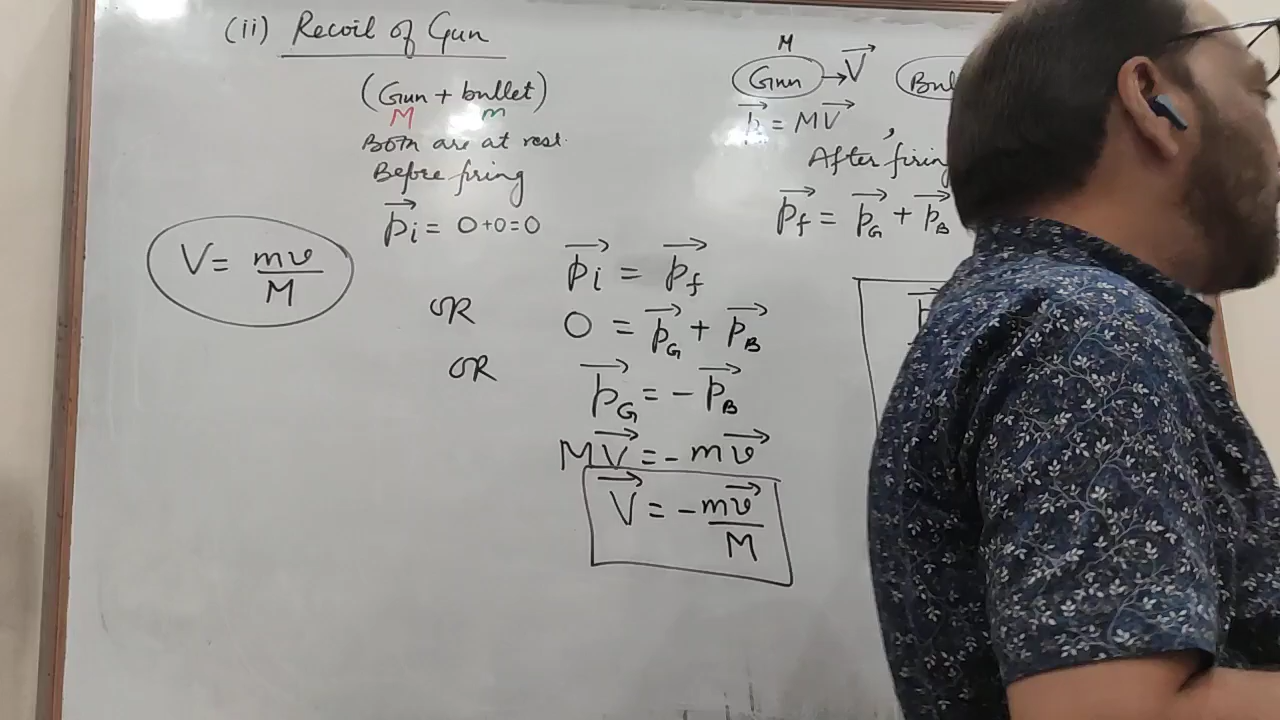 (ii) Recoil of Gun
(Gun + bullet)
M m
Both are at rest.
Before firing
p⃗i = 0+0=0
V = mv/M
M
Gun → V⃗
p⃗ = MV⃗ ,
After firing
p⃗f = p⃗G + p⃗B
p⃗i = p⃗f
OR 0 = p⃗G + p⃗B
OR p⃗G = - p⃗B
MV⃗ = - mv⃗
V⃗ = - mv⃗/M